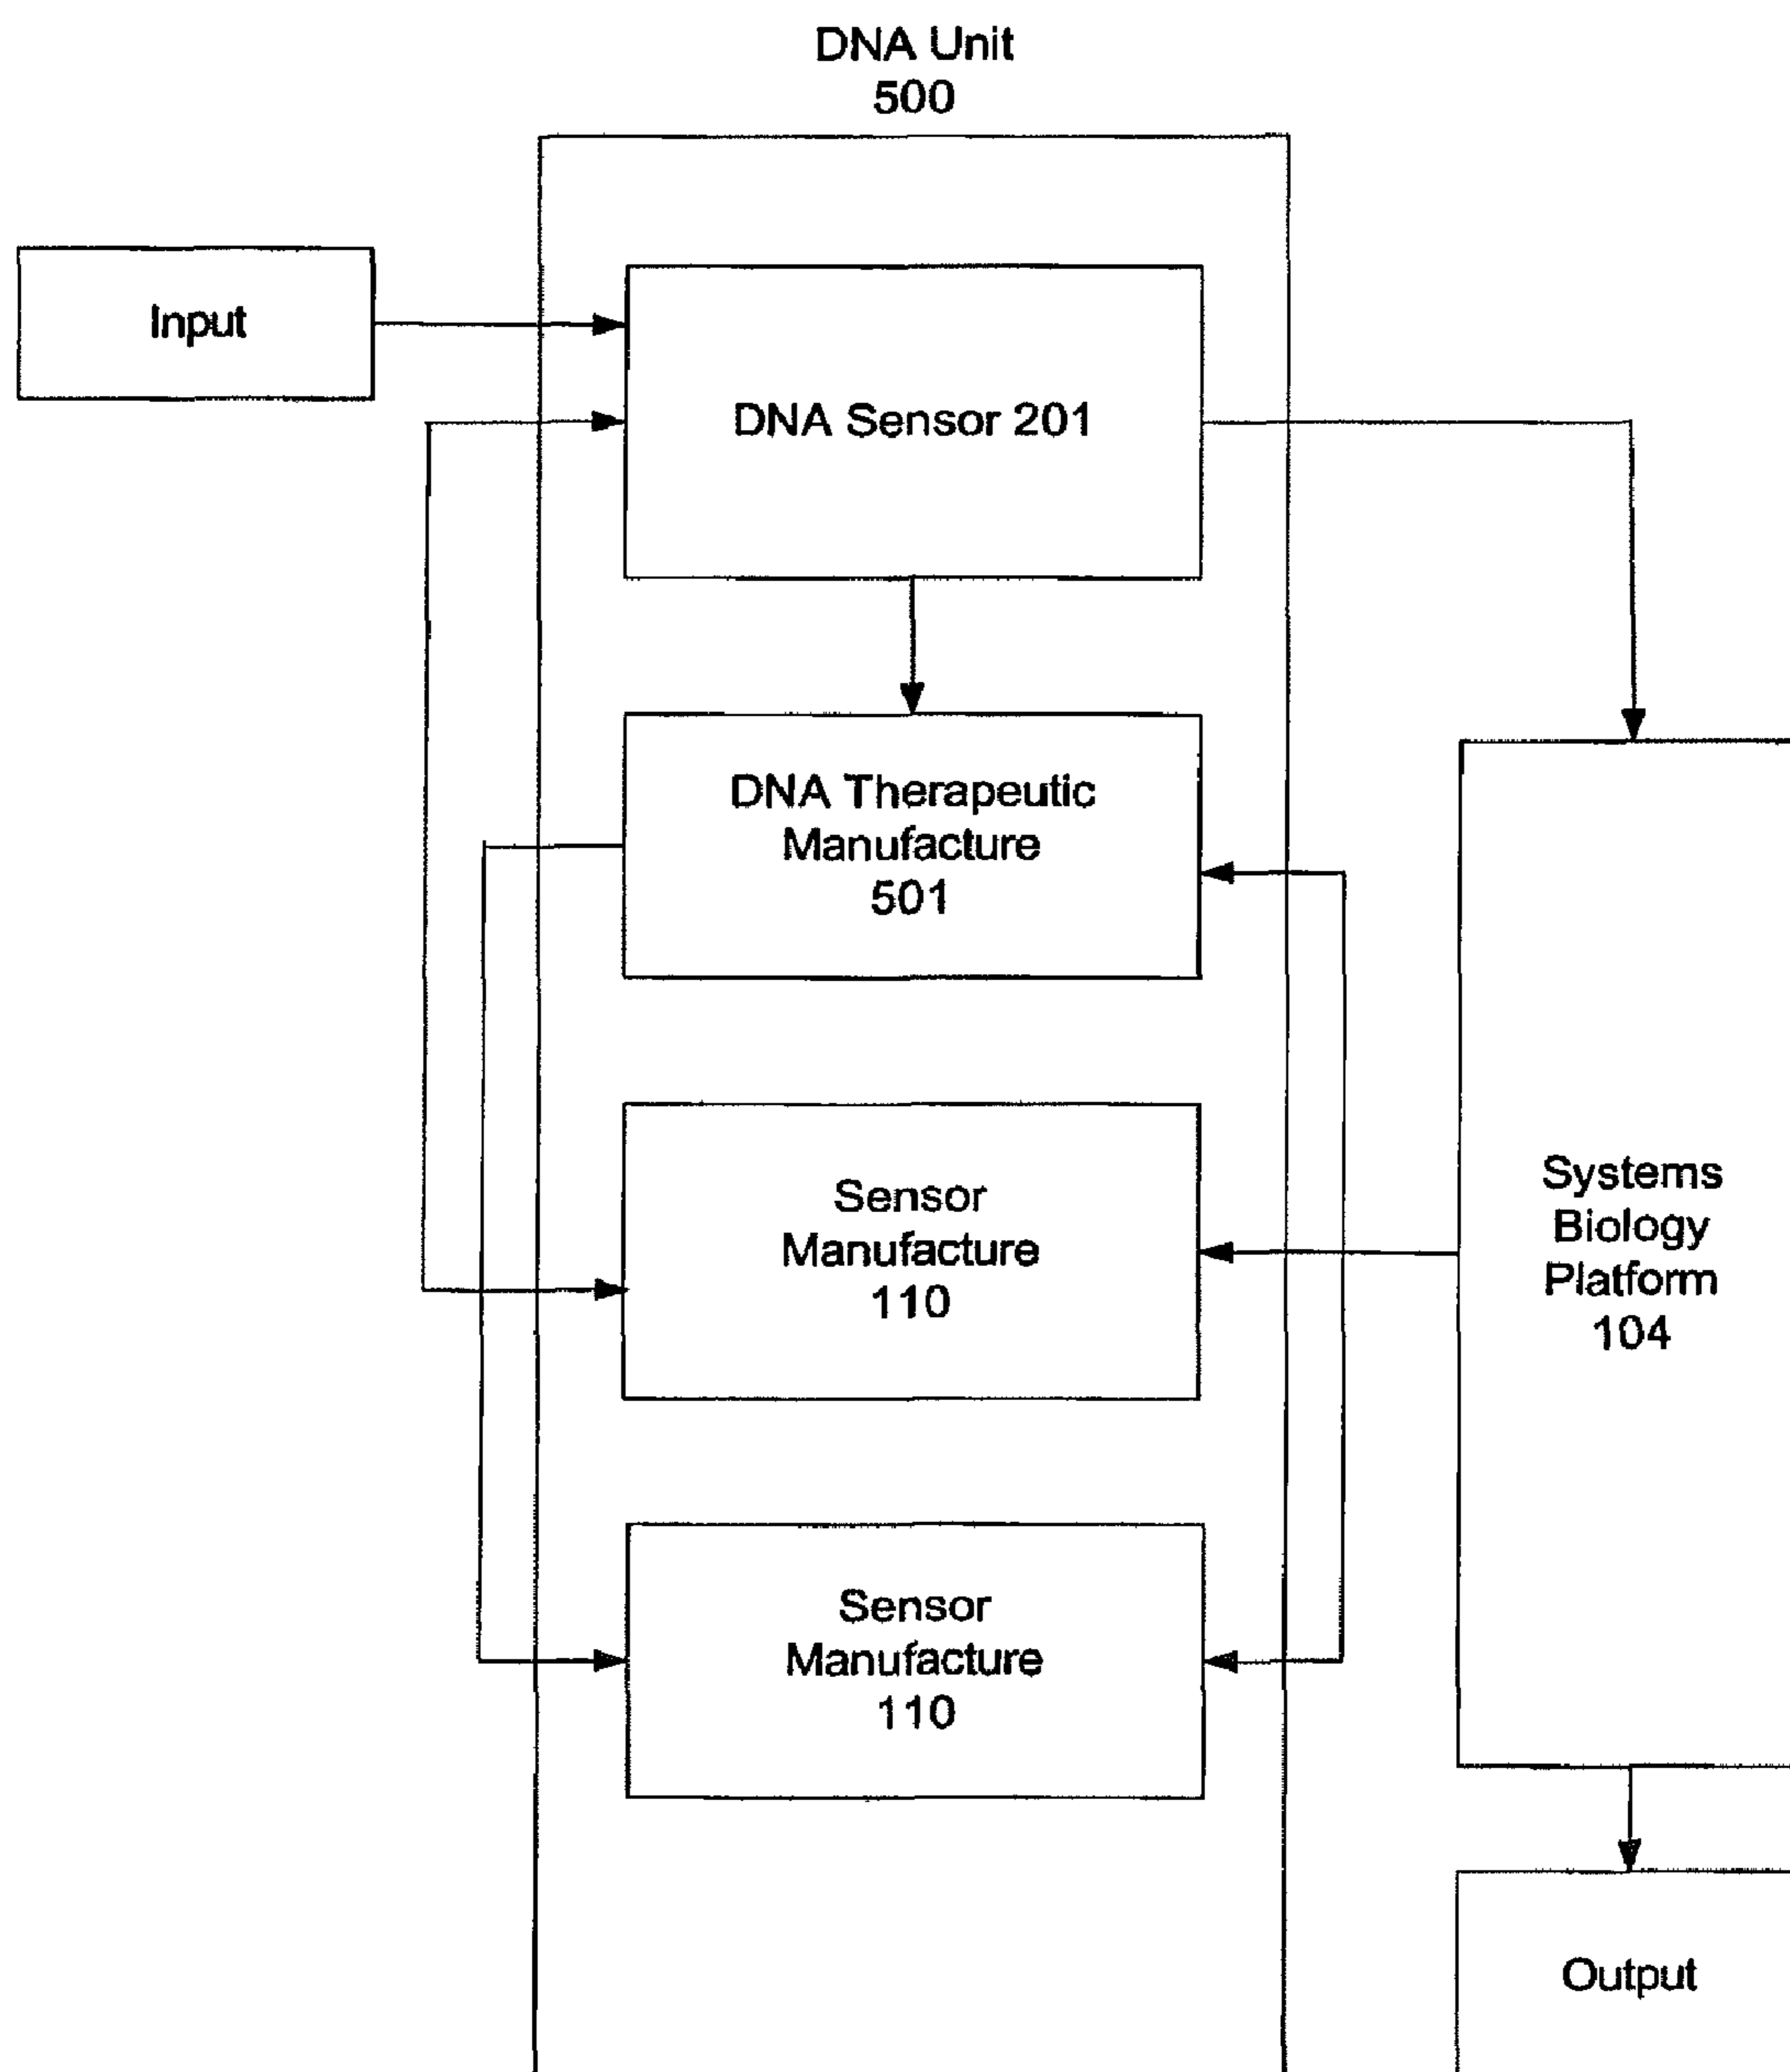 DNA Unit
500
Input
DNA Sensor 201
DNA Therapeutic
Manufacture
501
Sensor
Manufacture
110
Systems
Biology
Platform
104
Sensor
Manufacture
110
Output